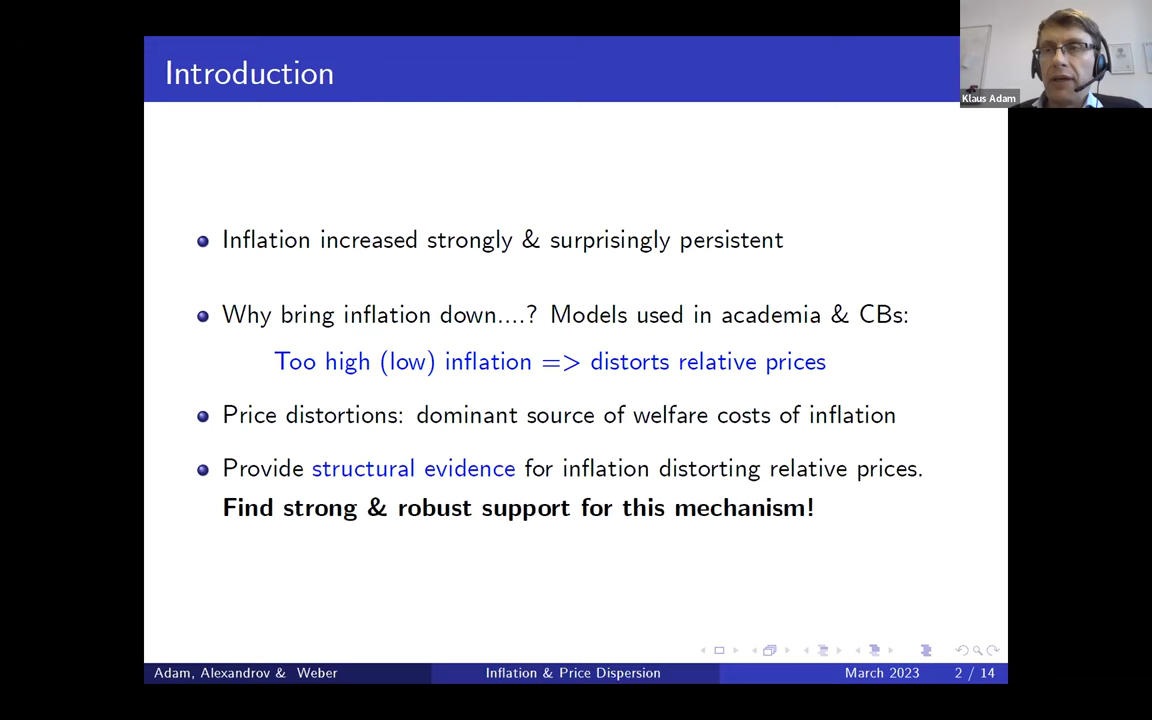 Introduction
Klaus Adam
Inflation increased strongly & surprisingly persistent
Why bring inflation down....? Models used in academia & CBs:
Too high (low) inflation => distorts relative prices
Price distortions: dominant source of welfare costs of inflation
Provide structural evidence for inflation distorting relative prices.
Find strong & robust support for this mechanism!
Adam, Alexandrov & Weber
Inflation & Price Dispersion
March 2023
2 / 14